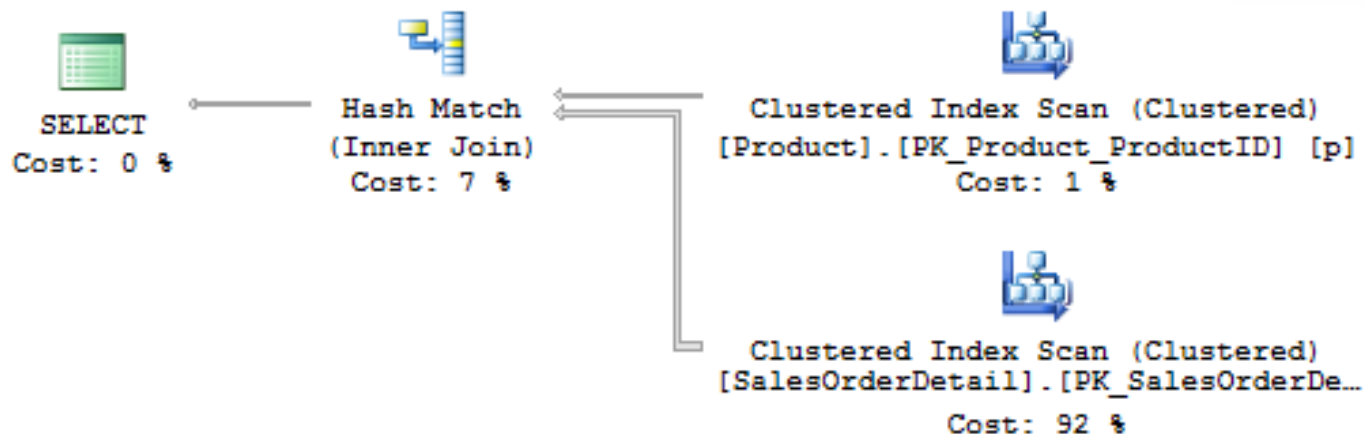 SELECT
Cost: 0 %
Hash Match
(Inner Join)
Cost: 7 %
Clustered Index Scan (Clustered)
[Product].[PK_Product_ProductID] [p]
Cost: 1 %
Clustered Index Scan (Clustered)
[SalesOrderDetail].[PK_SalesOrderDe…
Cost: 92 %